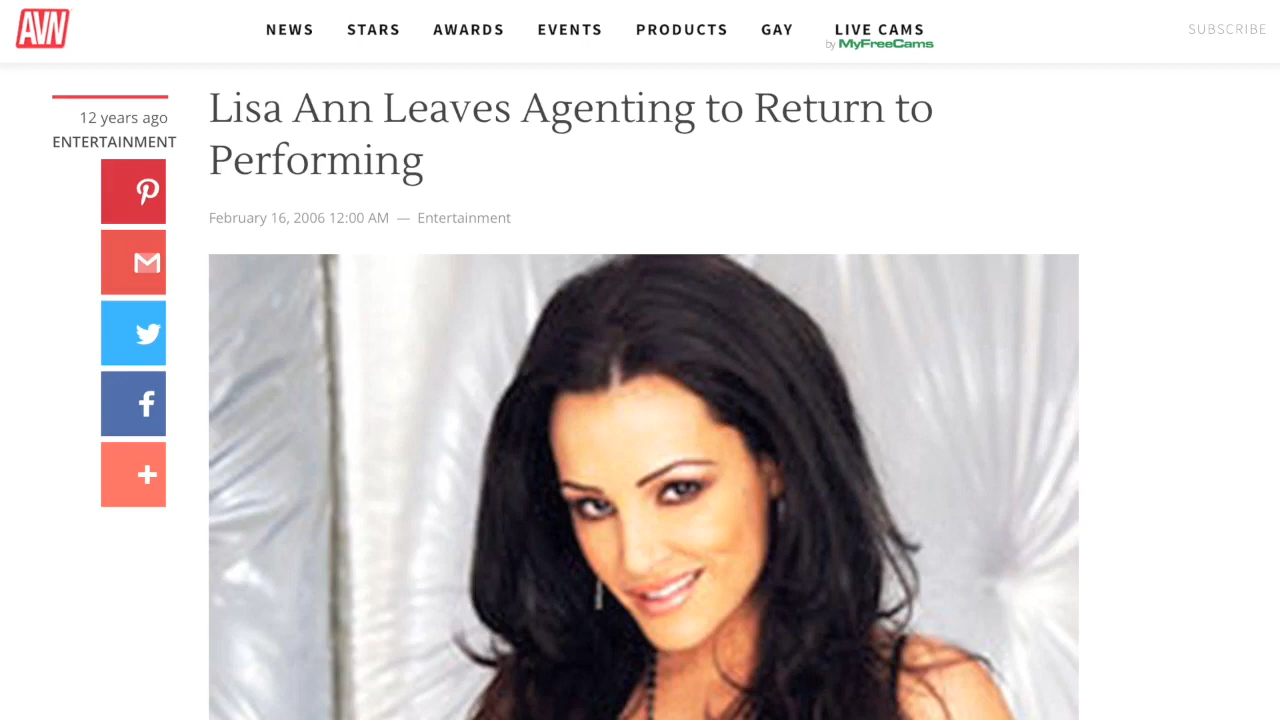 AVN
NEWS STARS AWARDS EVENTS PRODUCTS GAY LIVE CAMS SUBSCRIBE
by MyFreeCams
12 years ago
ENTERTAINMENT
Lisa Ann Leaves Agenting to Return to
Performing
February 16, 2006 12:00 AM — Entertainment